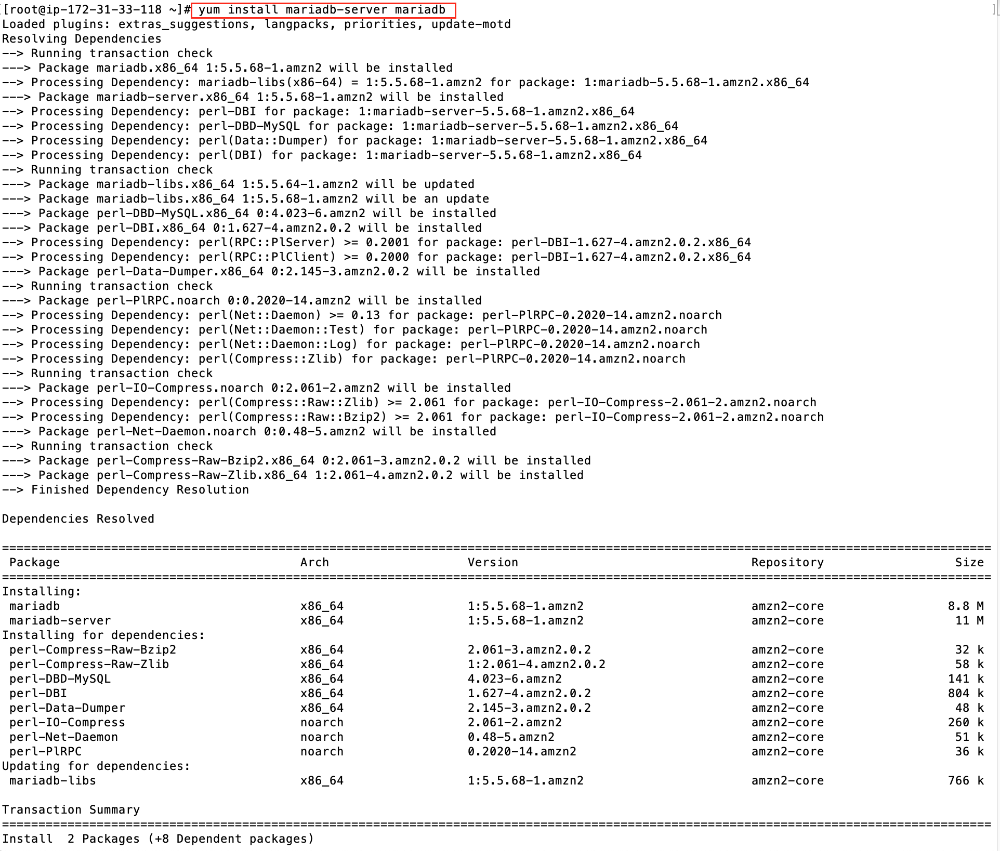 [root@ip-172-31-33-118 ~]# yum install mariadb-server mariadb
Loaded plugins: extras_suggestions, langpacks, priorities, update-motd
Resolving Dependencies
--> Running transaction check
---> Package mariadb.x86_64 1:5.5.68-1.amzn2 will be installed
--> Processing Dependency: mariadb-libs(x86-64) = 1:5.5.68-1.amzn2 for package: 1:mariadb-5.5.68-1.amzn2.x86_64
---> Package mariadb-server.x86_64 1:5.5.68-1.amzn2 will be installed
--> Processing Dependency: perl-DBI for package: 1:mariadb-server-5.5.68-1.amzn2.x86_64
--> Processing Dependency: perl-DBD-MySQL for package: 1:mariadb-server-5.5.68-1.amzn2.x86_64
--> Processing Dependency: perl(Data::Dumper) for package: 1:mariadb-server-5.5.68-1.amzn2.x86_64
--> Processing Dependency: perl(DBI) for package: 1:mariadb-server-5.5.68-1.amzn2.x86_64
--> Running transaction check
---> Package mariadb-libs.x86_64 1:5.5.64-1.amzn2 will be updated
---> Package mariadb-libs.x86_64 1:5.5.68-1.amzn2 will be an update
---> Package perl-DBD-MySQL.x86_64 0:4.023-6.amzn2 will be installed
---> Package perl-DBI.x86_64 0:1.627-4.amzn2.0.2 will be installed
--> Processing Dependency: perl(RPC::PlServer) >= 0.2001 for package: perl-DBI-1.627-4.amzn2.0.2.x86_64
--> Processing Dependency: perl(RPC::PlClient) >= 0.2000 for package: perl-DBI-1.627-4.amzn2.0.2.x86_64
---> Package perl-Data-Dumper.x86_64 0:2.145-3.amzn2.0.2 will be installed
--> Running transaction check
---> Package perl-PlRPC.noarch 0:0.2020-14.amzn2 will be installed
--> Processing Dependency: perl(Net::Daemon) >= 0.13 for package: perl-PlRPC-0.2020-14.amzn2.noarch
--> Processing Dependency: perl(Net::Daemon::Test) for package: perl-PlRPC-0.2020-14.amzn2.noarch
--> Processing Dependency: perl(Net::Daemon::Log) for package: perl-PlRPC-0.2020-14.amzn2.noarch
--> Processing Dependency: perl(Compress::Zlib) for package: perl-PlRPC-0.2020-14.amzn2.noarch
--> Running transaction check
---> Package perl-IO-Compress.noarch 0:2.061-2.amzn2 will be installed
--> Processing Dependency: perl(Compress::Raw::Zlib) >= 2.061 for package: perl-IO-Compress-2.061-2.amzn2.noarch
--> Processing Dependency: perl(Compress::Raw::Bzip2) >= 2.061 for package: perl-IO-Compress-2.061-2.amzn2.noarch
---> Package perl-Net-Daemon.noarch 0:0.48-5.amzn2 will be installed
--> Running transaction check
---> Package perl-Compress-Raw-Bzip2.x86_64 0:2.061-3.amzn2.0.2 will be installed
---> Package perl-Compress-Raw-Zlib.x86_64 1:2.061-4.amzn2.0.2 will be installed
--> Finished Dependency Resolution
Dependencies Resolved
========================================================================================================================================
Package Arch Version Repository Size
========================================================================================================================================
Installing:
mariadb x86_64 1:5.5.68-1.amzn2 amzn2-core 8.8 M
mariadb-server x86_64 1:5.5.68-1.amzn2 amzn2-core 11 M
Installing for dependencies:
perl-Compress-Raw-Bzip2 x86_64 2.061-3.amzn2.0.2 amzn2-core 32 k
perl-Compress-Raw-Zlib x86_64 1:2.061-4.amzn2.0.2 amzn2-core 58 k
perl-DBD-MySQL x86_64 4.023-6.amzn2 amzn2-core 141 k
perl-DBI x86_64 1.627-4.amzn2.0.2 amzn2-core 804 k
perl-Data-Dumper x86_64 2.145-3.amzn2.0.2 amzn2-core 48 k
perl-IO-Compress noarch 2.061-2.amzn2 amzn2-core 260 k
perl-Net-Daemon noarch 0.48-5.amzn2 amzn2-core 51 k
perl-PlRPC noarch 0.2020-14.amzn2 amzn2-core 36 k
Updating for dependencies:
mariadb-libs x86_64 1:5.5.68-1.amzn2 amzn2-core 766 k
Transaction Summary
========================================================================================================================================
Install 2 Packages (+8 Dependent packages)